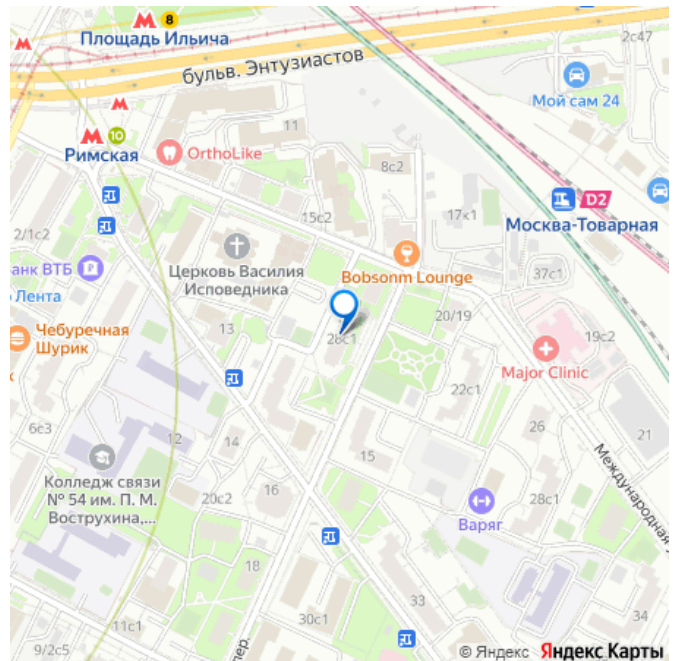 8
Площадь Ильича
2с47
бульв. Энтузиастов
Мой сам 24
10
Римская
OrthoLike
11
8с2
D2
Москва-Товарная
15с2
17к1
2/1с2
Церковь Василия
Исповедника
Bobsonm Lounge
37с1
анк ВТБ
Лента
Чебуречная
Шурик
к
13
28с1
20/19
19с2
Major Clinic
22с1
6с3
12
14
15
26
21
Колледж связи
№ 54 им. П. М.
Вострухина,...
20с2
16
Варяг
28с1
Международная у
18
пер.
33
30с1
34
11с1
9/2с5
© Яндекс Яндекс Карты